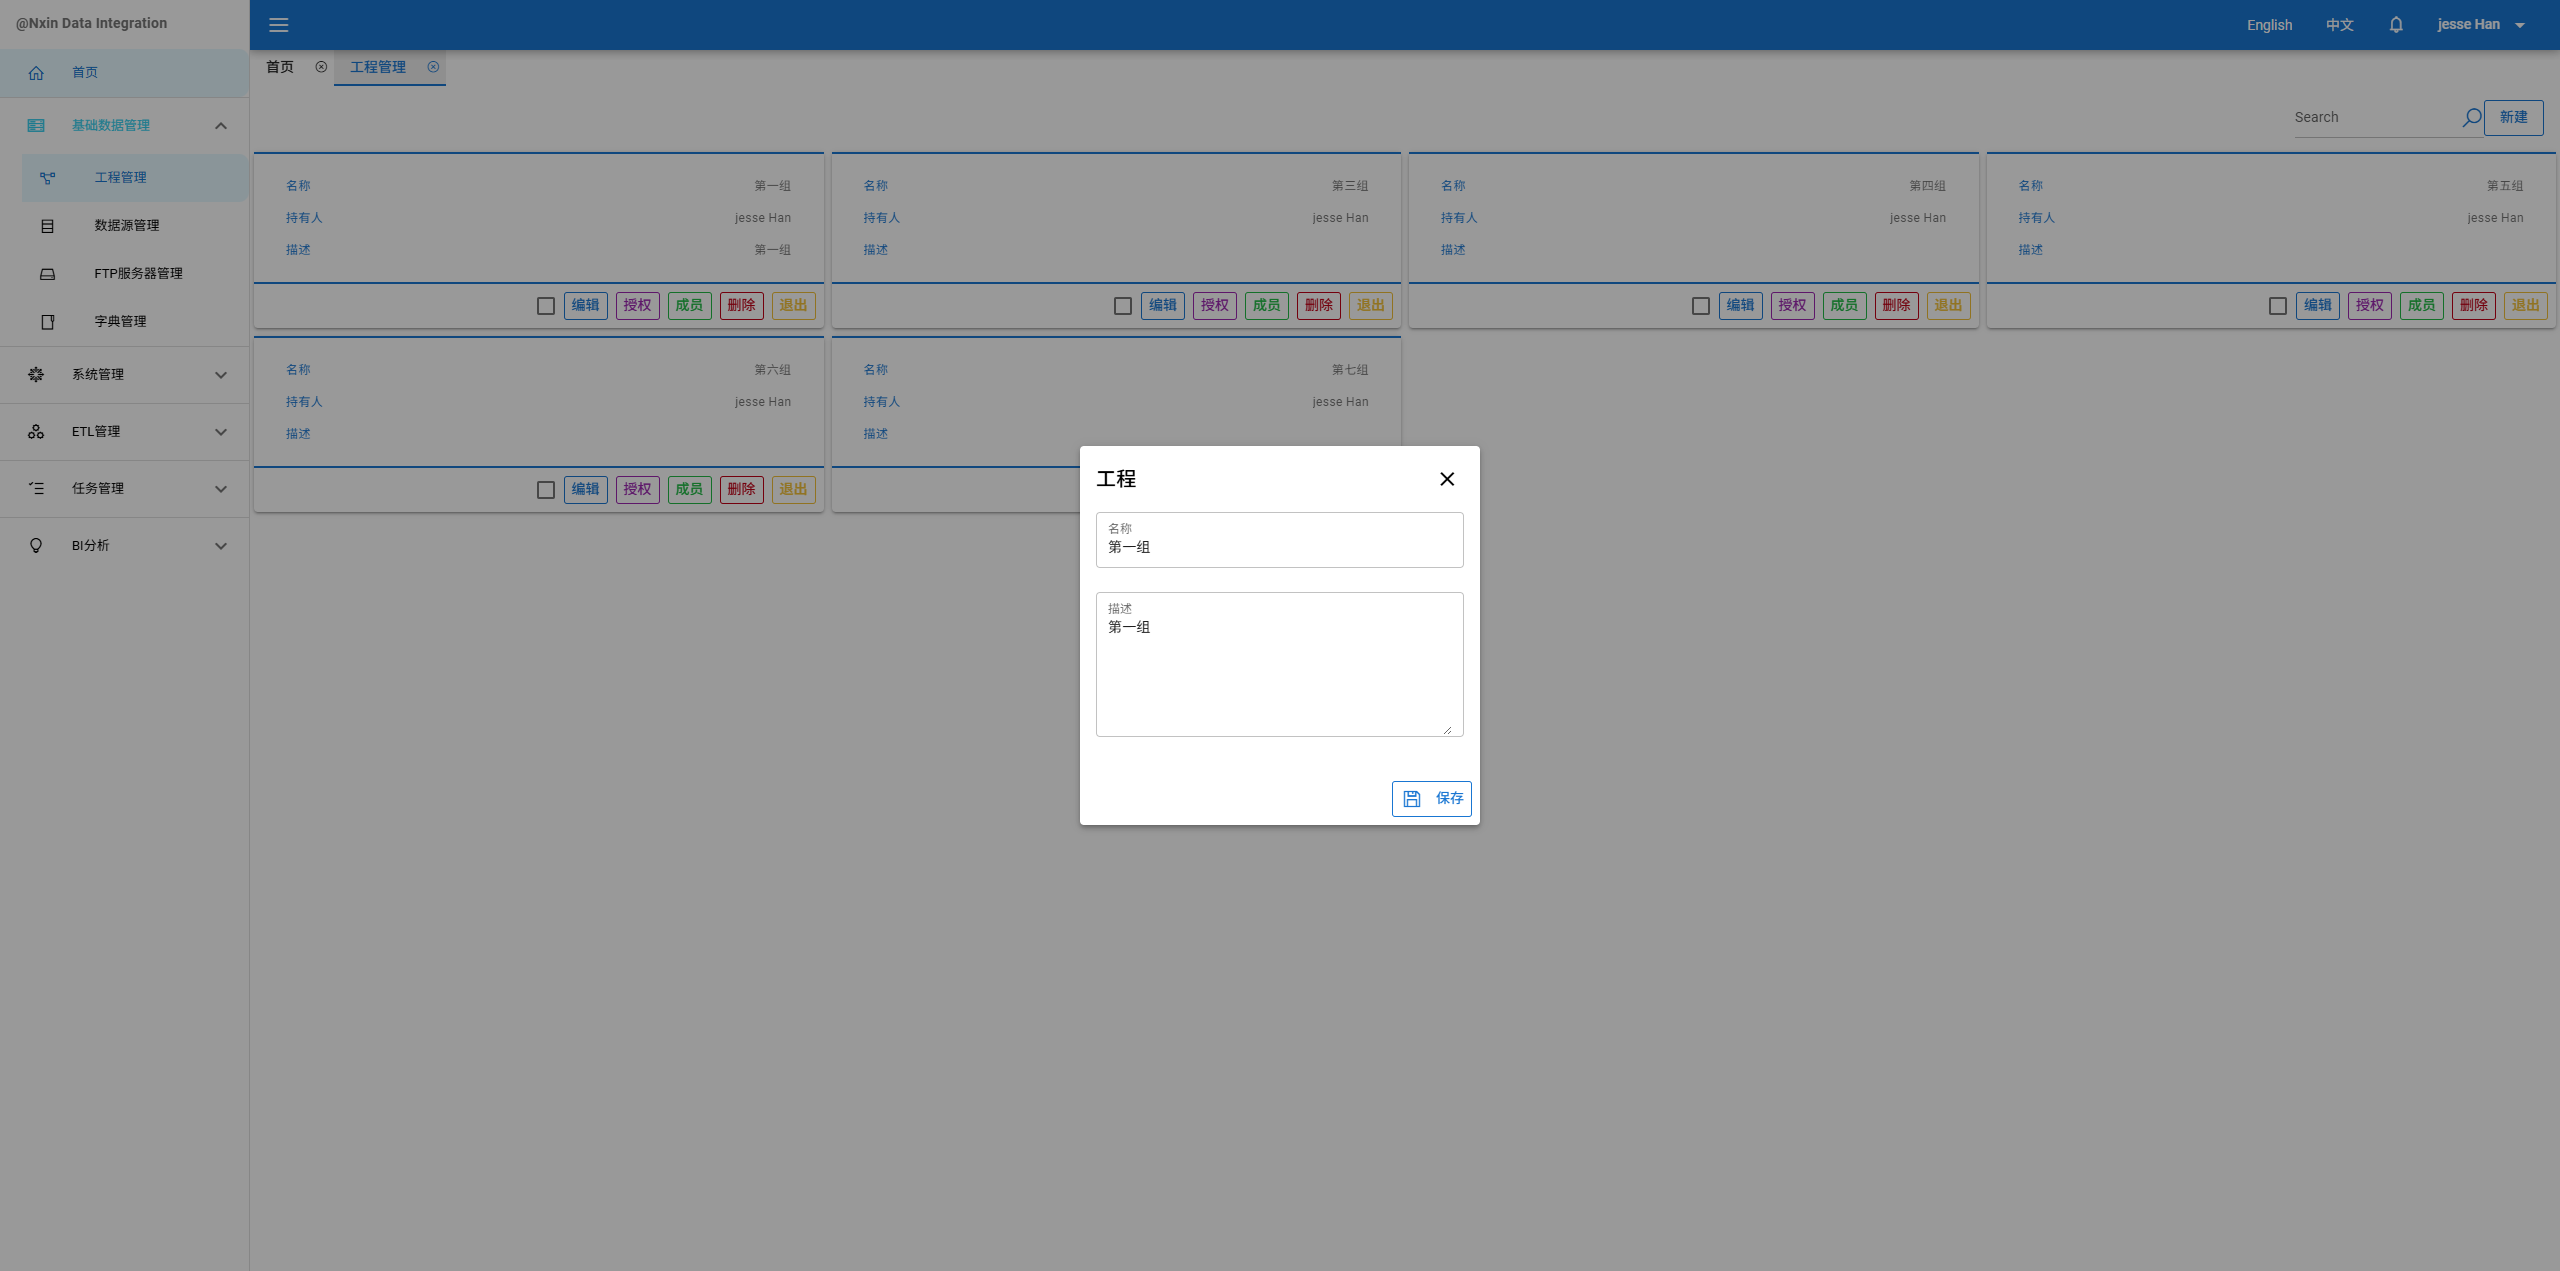 @Nxin Data Integration
English 中文 jesse Han
首页
基础数据管理
工程管理
数据源管理
FTP服务器管理
字典管理
系统管理
ETL管理
任务管理
BI分析
首页 工程管理
Search 新建
名称 第一组
持有人 jesse Han
描述 第一组
编辑 授权 成员 删除 退出
名称 第三组
持有人 jesse Han
描述
编辑 授权 成员 删除 退出
名称 第四组
持有人 jesse Han
描述
编辑 授权 成员 删除 退出
名称 第五组
持有人 jesse Han
描述
编辑 授权 成员 删除 退出
名称 第六组
持有人 jesse Han
描述
编辑 授权 成员 删除 退出
名称 第七组
持有人 jesse Han
描述
工程
名称
第一组
描述
第一组
保存